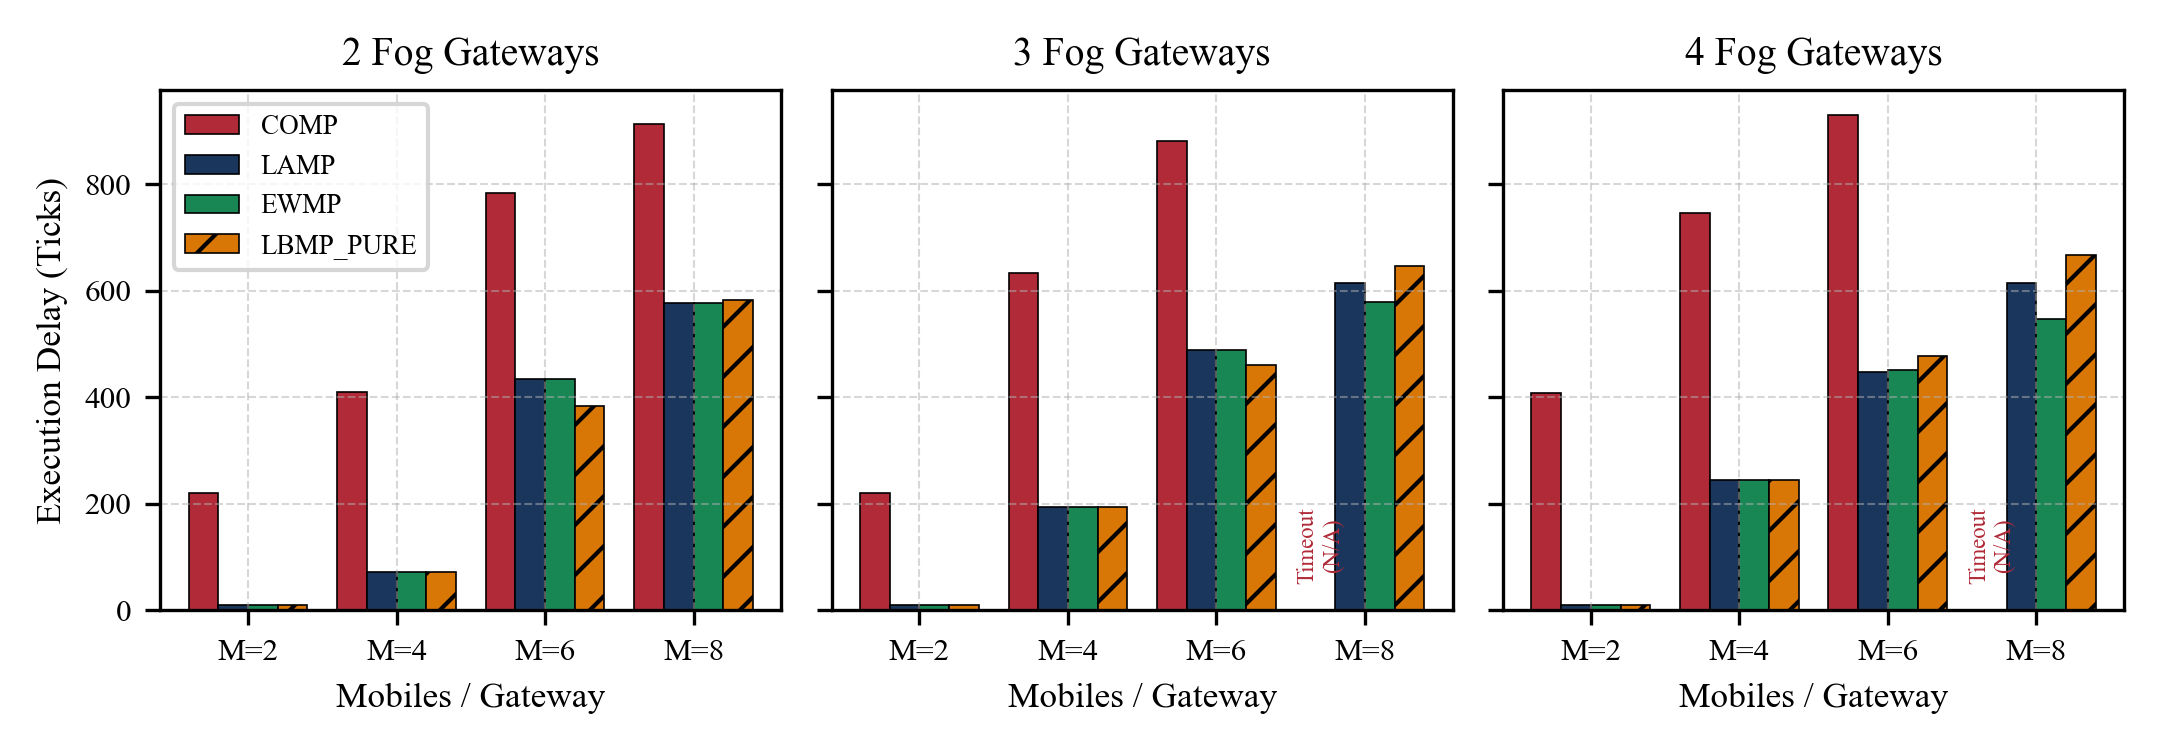 2 Fog Gateways
3 Fog Gateways
4 Fog Gateways
Execution Delay (Ticks)
800
600
400
200
0
COMP
LAMP
EWMP
LBMP_PURE
Timeout
(N/A)
Timeout
(N/A)
M=2
M=4
M=6
M=8
M=2
M=4
M=6
M=8
M=2
M=4
M=6
M=8
Mobiles / Gateway
Mobiles / Gateway
Mobiles / Gateway